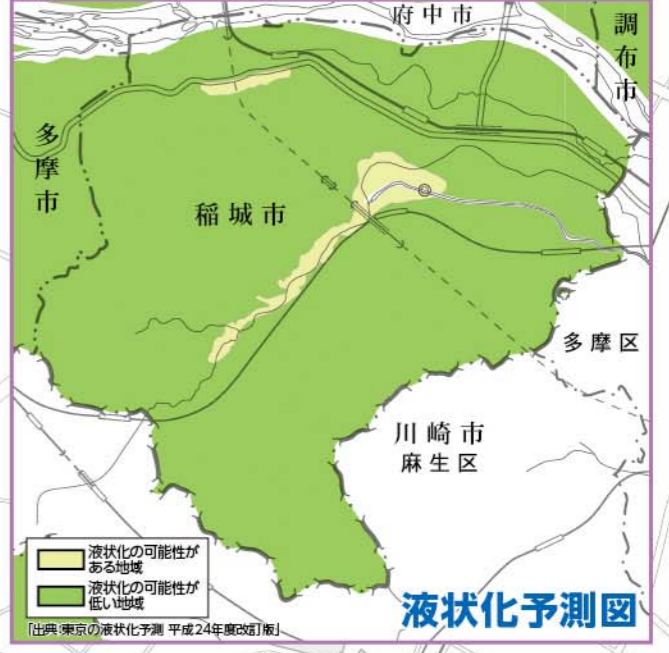 府中市
調布市
多摩市
稲城市
多摩区
川崎市
麻生区
液状化の可能性が
ある地域
液状化の可能性が
低い地域
液状化予測図
「出典:東京の液状化予測 平成24年度改訂版」